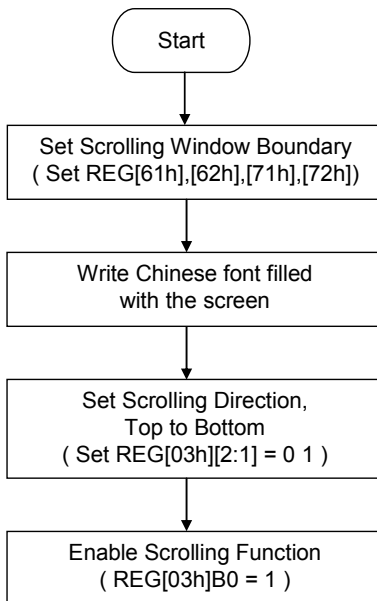 Start
Set Scrolling Window Boundary
( Set REG[61h],[62h],[71h],[72h])
Write Chinese font filled
with the screen
Set Scrolling Direction,
Top to Bottom
( Set REG[03h][2:1] = 0 1 )
Enable Scrolling Function
( REG[03h]B0 = 1 )